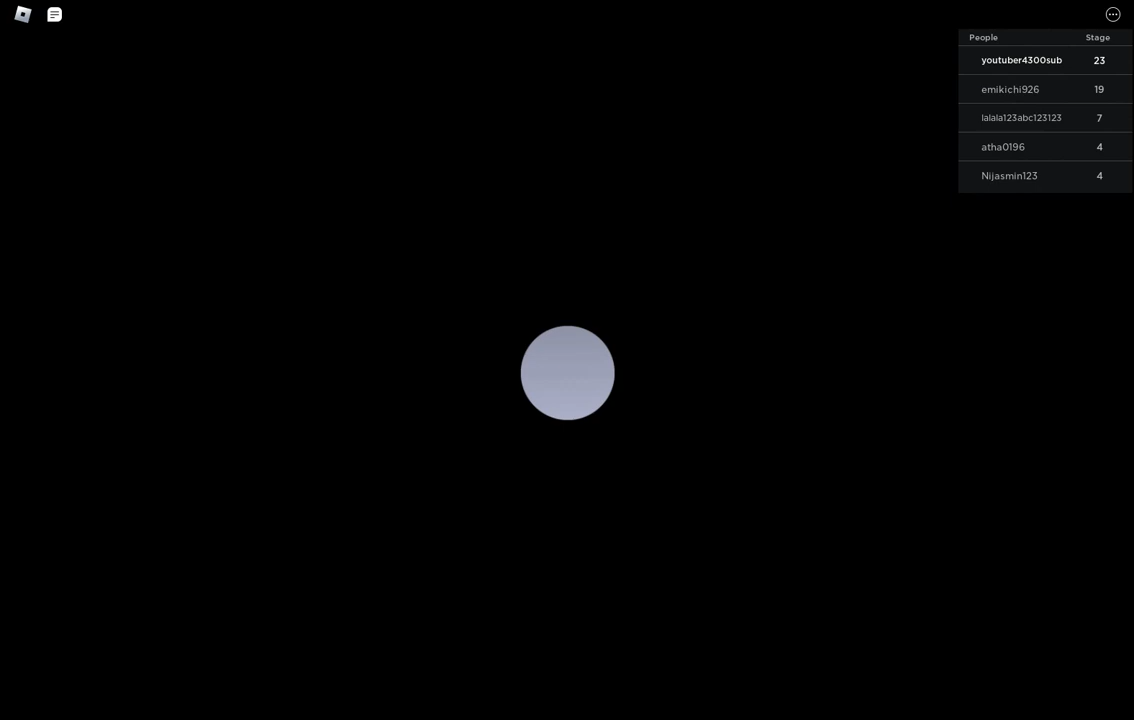 People Stage
youtuber4300sub 23
emikichi926 19
lalala123abc123123 7
atha0196 4
Nijasmin123 4